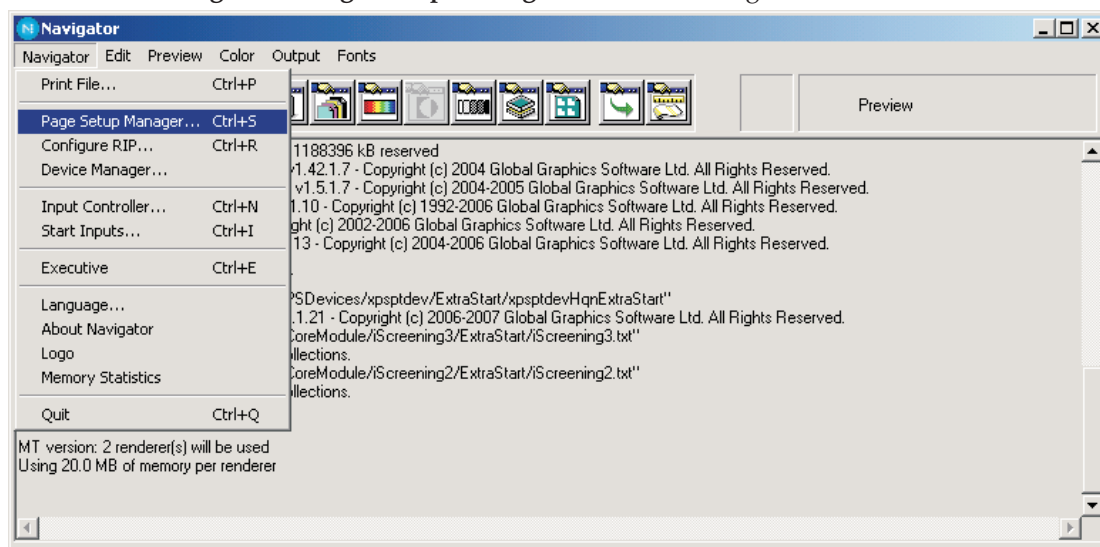 Navigator
Navigator Edit Preview Color Output Fonts
Print File... Ctrl+P
Page Setup Manager... Ctrl+S
Configure RIP... Ctrl+R
Device Manager...
Input Controller... Ctrl+N
Start Inputs... Ctrl+I
Executive Ctrl+E
Language...
About Navigator
Logo
Memory Statistics
Quit Ctrl+Q
Preview
1188396 kB reserved
v1.42.1.7 - Copyright (c) 2004 Global Graphics Software Ltd. All Rights Reserved.
v1.5.1.7 - Copyright (c) 2004-2005 Global Graphics Software Ltd. All Rights Reserved.
1.10 - Copyright (c) 1992-2006 Global Graphics Software Ltd. All Rights Reserved.
ght (c) 2002-2006 Global Graphics Software Ltd. All Rights Reserved.
13 - Copyright (c) 2004-2006 Global Graphics Software Ltd. All Rights Reserved.
PSDevices/xpsptdev/ExtraStart/xpsptdevHqnExtraStart"
.1.21 - Copyright (c) 2006-2007 Global Graphics Software Ltd. All Rights Reserved.
CoreModule/iScreening3/ExtraStart/iScreening3.txt"
llections.
CoreModule/iScreening2/ExtraStart/iScreening2.txt"
llections.
MT version: 2 renderer(s) will be used
Using 20.0 MB of memory per renderer